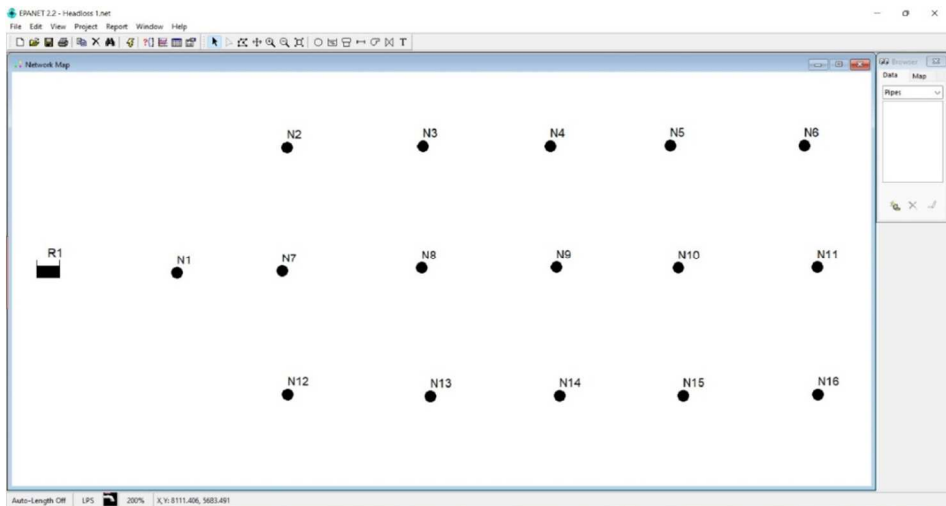 EPANET 2.2 - Headloss 1.net
File Edit View Project Report Window Help
Network Map
Browser
Data Map
Pipes
N2 N3 N4 N5 N6
R1 N1 N7 N8 N9 N10 N11
N12 N13 N14 N15 N16
Auto-Length Off LPS 200% X,Y: 8111.406, 5683.491